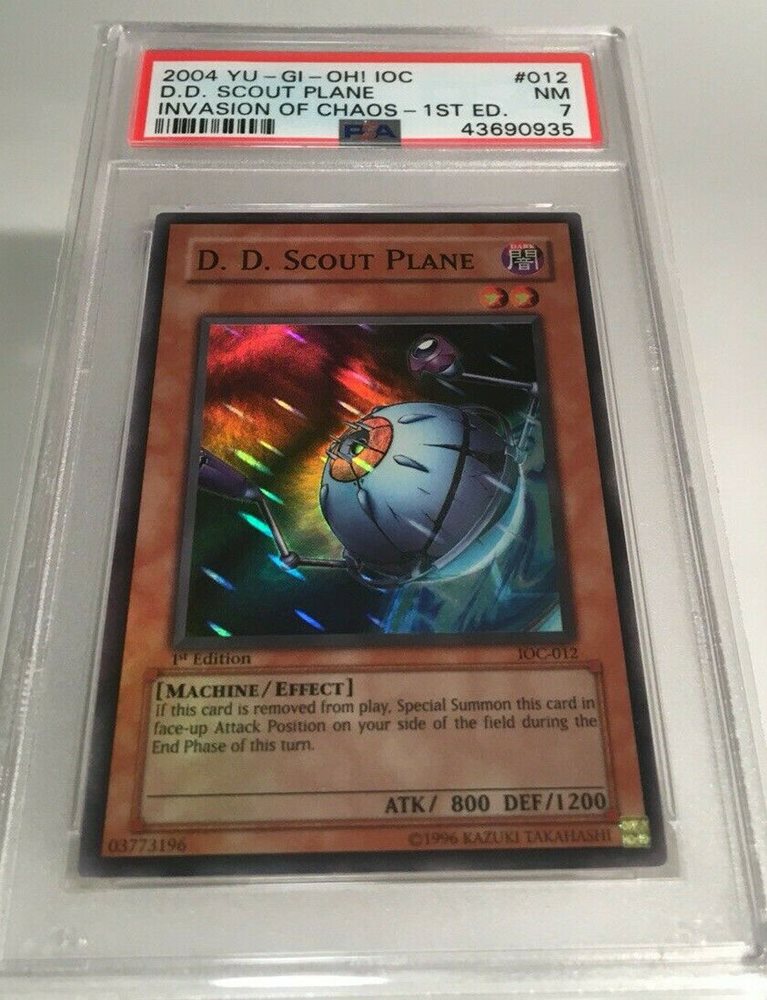 2004 YU-GI-OH! IOC #012
D.D. SCOUT PLANE NM
INVASION OF CHAOS-1ST ED. 7
PSA 43690935
D. D. SCOUT PLANE
DARK
闇
1st Edition IOC-012
[MACHINE/EFFECT]
If this card is removed from play, Special Summon this card in
face-up Attack Position on your side of the field during the
End Phase of this turn.
ATK/ 800 DEF/1200
03773196 ©1996 KAZUKI TAKAHASHI